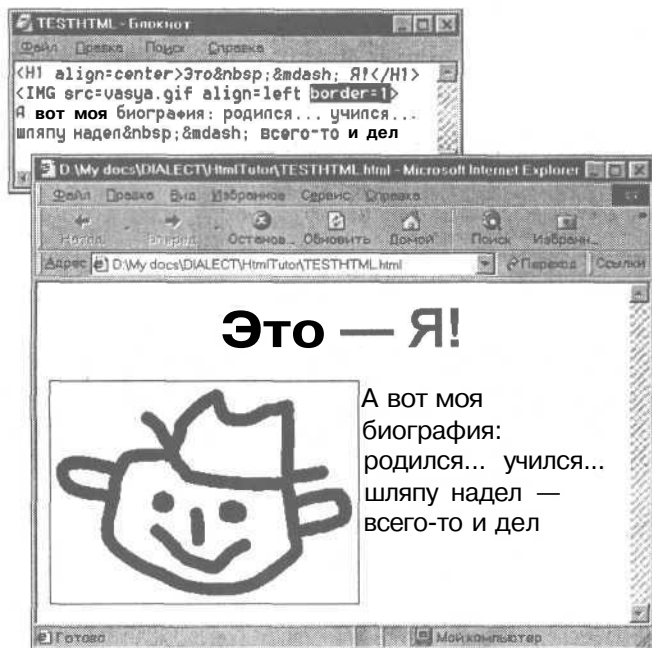 TESTHTML - Блокнот
Файл Правка Поиск Справка
<H1 align=center>Это&nbsp;&mdash; Я!</H1>
<IMG src=vasya.gif align=left border=1>
А вот моя биография: родился... учился...
шляпу надел&nbsp;&mdash; всего-то и дел
D:\My docs\DIALECT\HtmlTutor\TESTHTML.html - Microsoft Internet Explorer
Файл Правка Вид Избранное Сервис Справка
Назад Вперед Останов... Обновить Домой Поиск Избранн...
Адрес D:\My docs\DIALECT\HtmlTutor\TESTHTML.html Переход Ссылки
Это — Я!
А вот моя
биография:
родился... учился...
шляпу надел —
всего-то и дел
Готово Мой компьютер